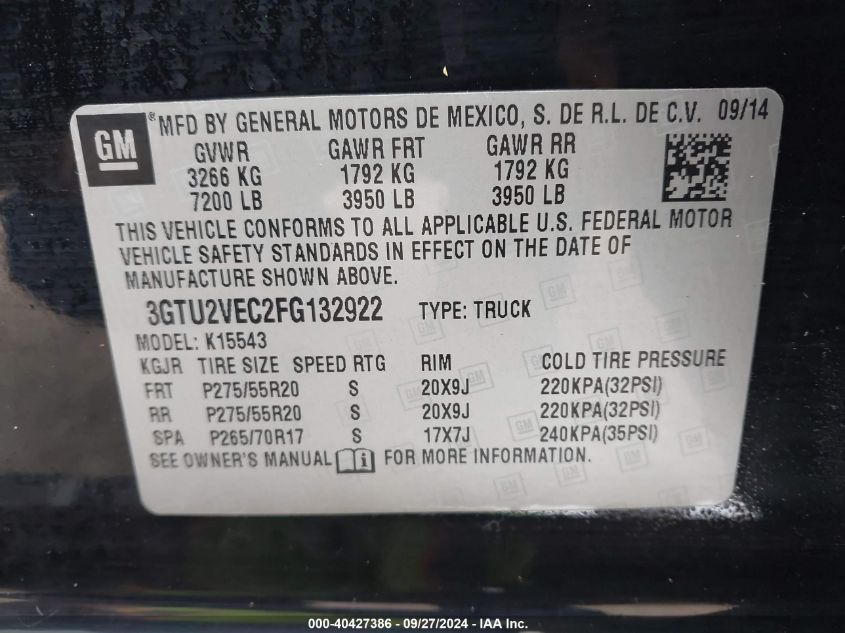 GM ® MFD BY GENERAL MOTORS DE MEXICO, S. DE R.L. DE C.V. 09/14
GVWR GAWR FRT GAWR RR
3266 KG 1792 KG 1792 KG
7200 LB 3950 LB 3950 LB
THIS VEHICLE CONFORMS TO ALL APPLICABLE U.S. FEDERAL MOTOR
VEHICLE SAFETY STANDARDS IN EFFECT ON THE DATE OF
MANUFACTURE SHOWN ABOVE.
3GTU2VEC2FG132922 TYPE: TRUCK
MODEL: K15543
KGJR TIRE SIZE SPEED RTG RIM COLD TIRE PRESSURE
FRT P275/55R20 S 20X9J 220KPA(32PSI)
RR P275/55R20 S 20X9J 220KPA(32PSI)
SPA P265/70R17 S 17X7J 240KPA(35PSI)
SEE OWNER'S MANUAL FOR MORE INFORMATION.
000-40427386 - 09/27/2024 - IAA Inc.